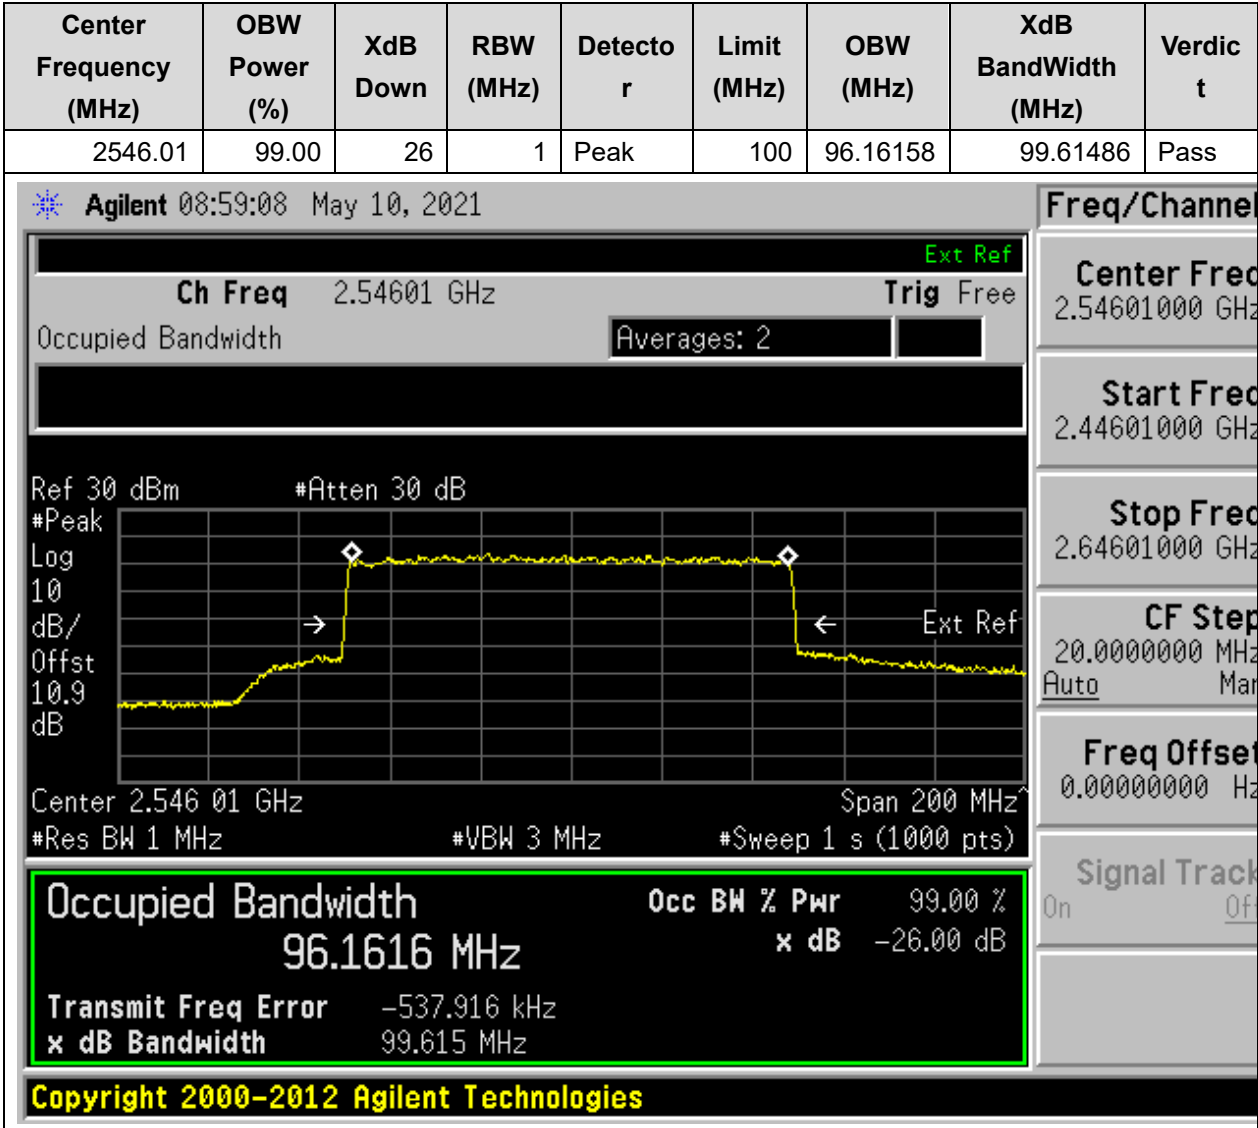 Center Frequency (MHz) OBW Power (%) XdB Down RBW (MHz) Detector Limit (MHz) OBW (MHz) XdB BandWidth (MHz) Verdict
2546.01 99.00 26 1 Peak 100 96.16158 99.61486 Pass
Agilent 08:59:08 May 10, 2021
Freq/Channel
Ext Ref
Ch Freq 2.54601 GHz Trig Free
Occupied Bandwidth Averages: 2
Center Freq
2.54601000 GHz
Start Freq
2.44601000 GHz
Stop Freq
2.64601000 GHz
CF Step
20.0000000 MHz
Auto Man
Freq Offset
0.00000000 Hz
Signal Track
On Off
Ref 30 dBm #Atten 30 dB
#Peak
Log
10
dB/
Offst
10.9
dB
Ext Ref
Center 2.546 01 GHz Span 200 MHz^
#Res BW 1 MHz #VBW 3 MHz #Sweep 1 s (1000 pts)
Occupied Bandwidth Occ BW % Pwr 99.00 %
96.1616 MHz x dB -26.00 dB
Transmit Freq Error -537.916 kHz
x dB Bandwidth 99.615 MHz
Copyright 2000-2012 Agilent Technologies